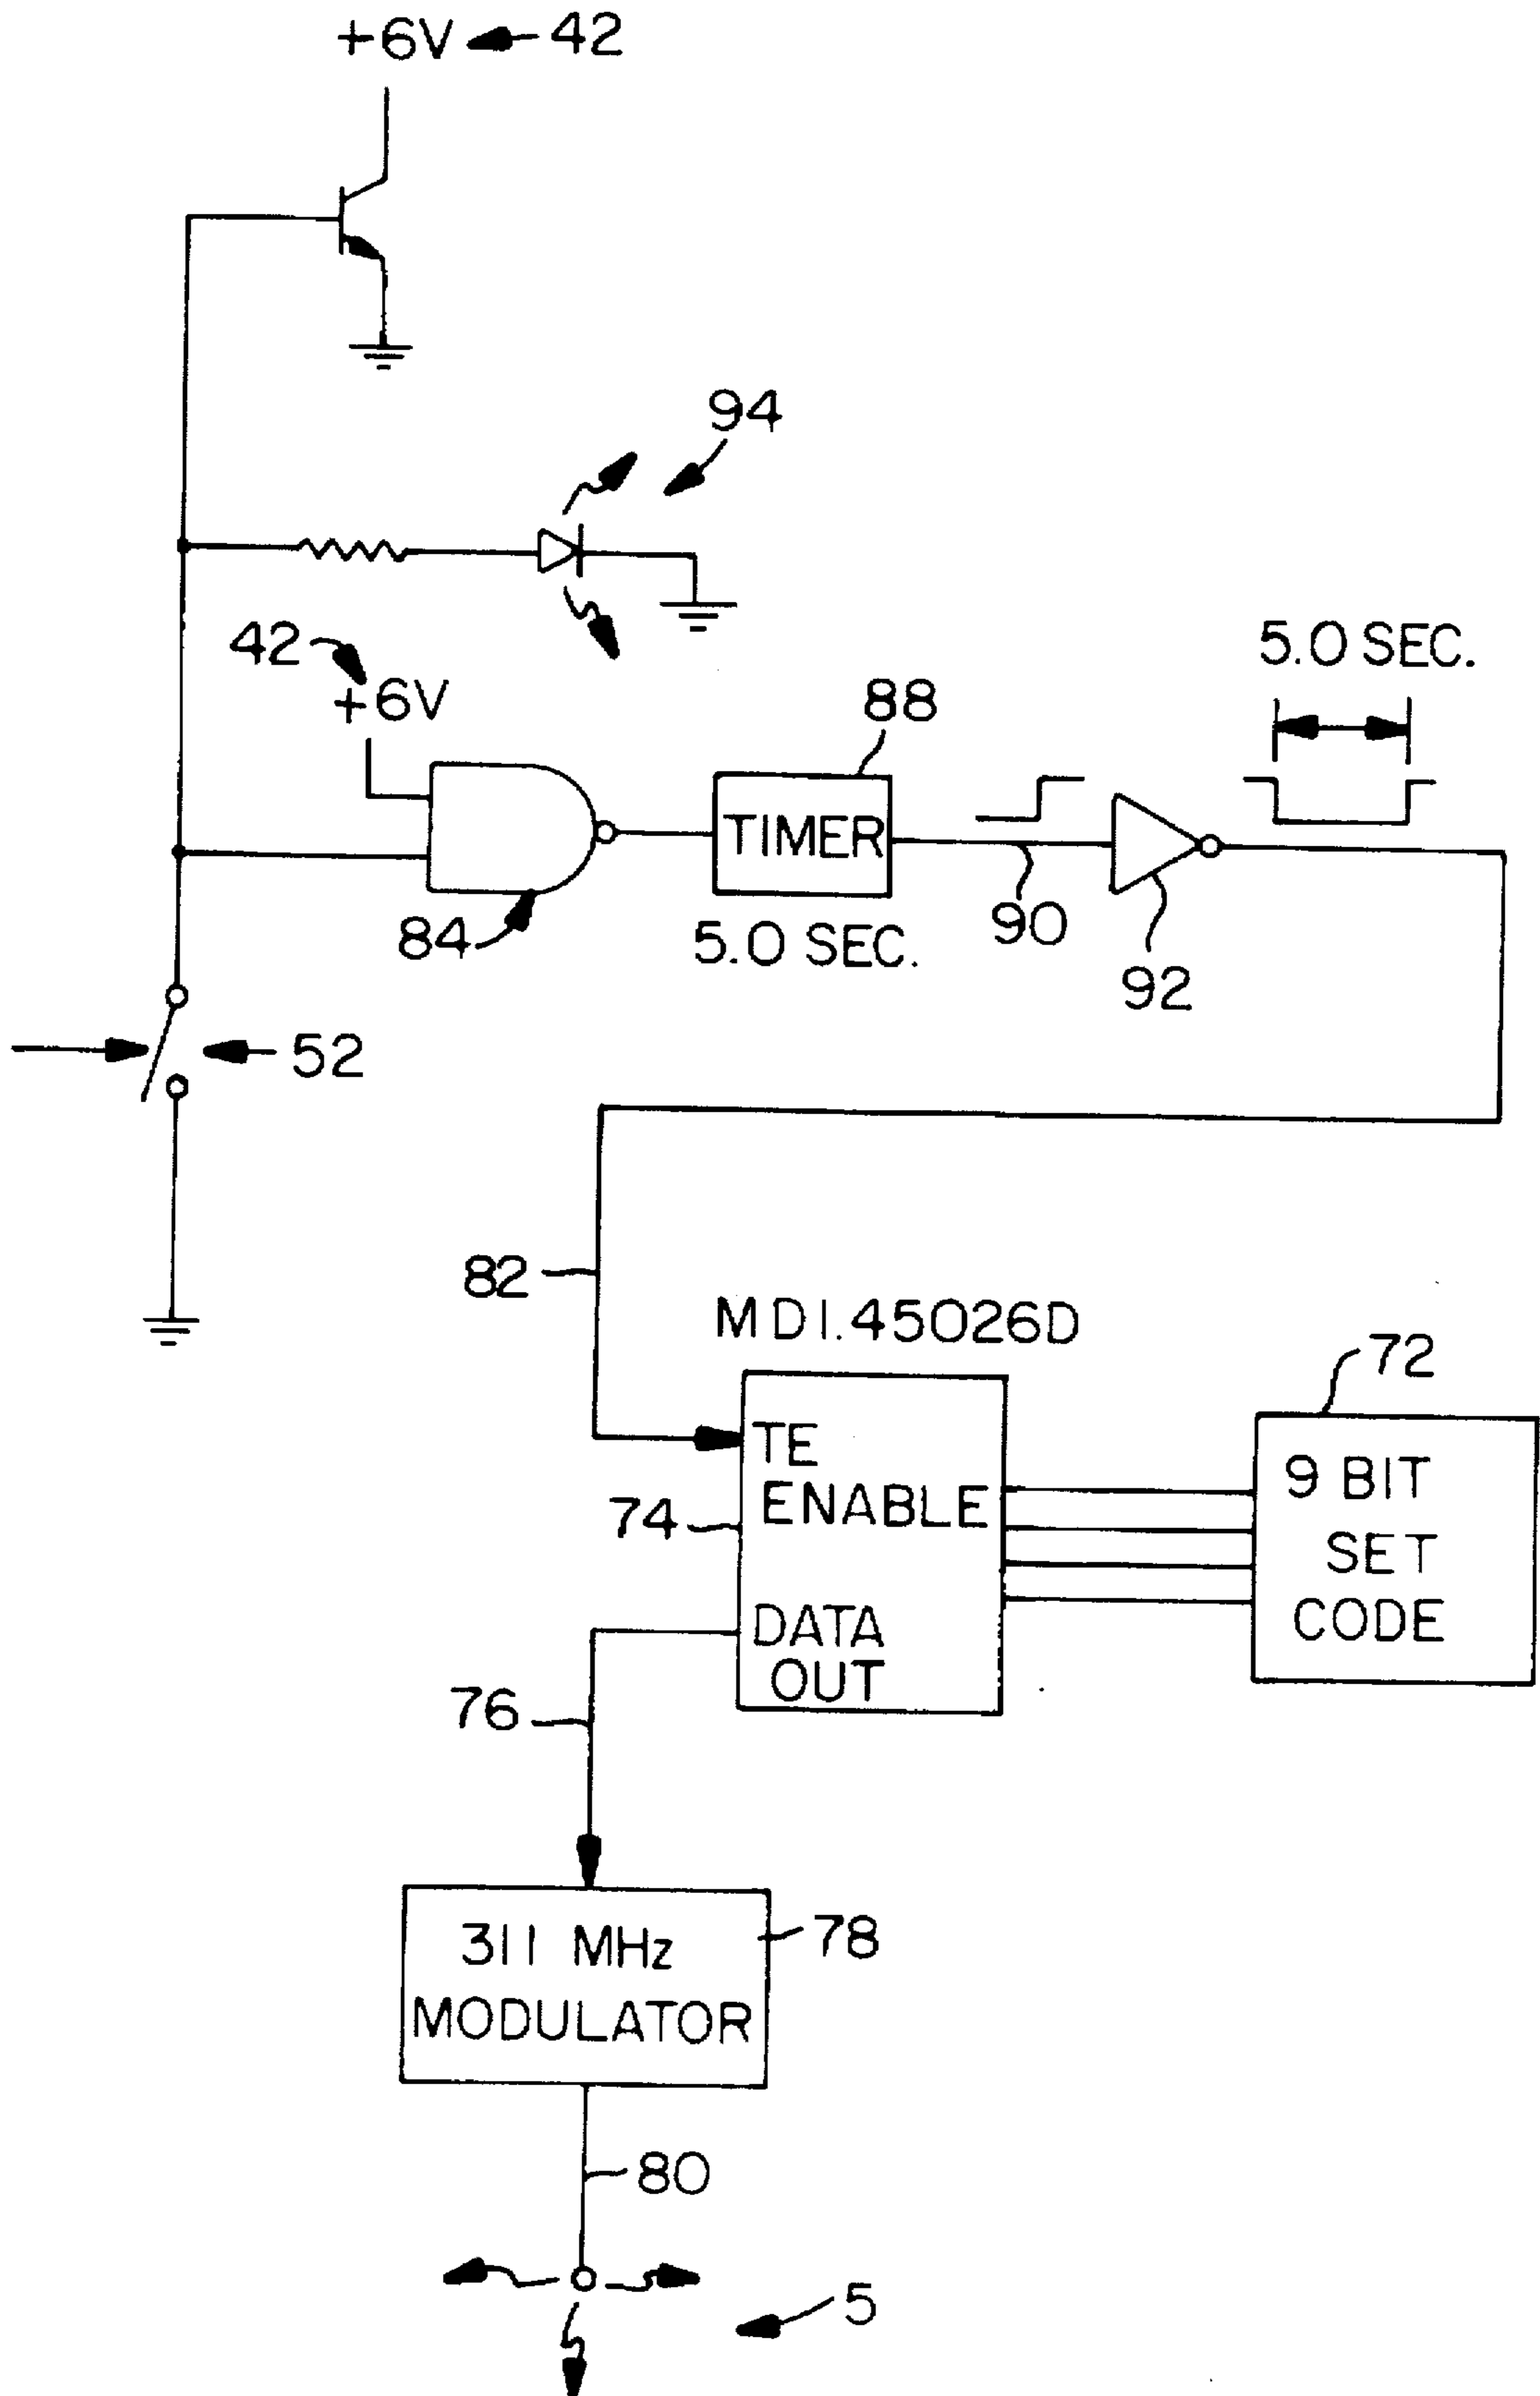 +6V 42
94
42
+6V
88
5.0 SEC.
TIMER
84
5.0 SEC.
90
92
52
82
MDI.45026D
72
TE
ENABLE
74
9 BIT
SET
CODE
DATA
OUT
76
311 MHz
MODULATOR
78
80
5